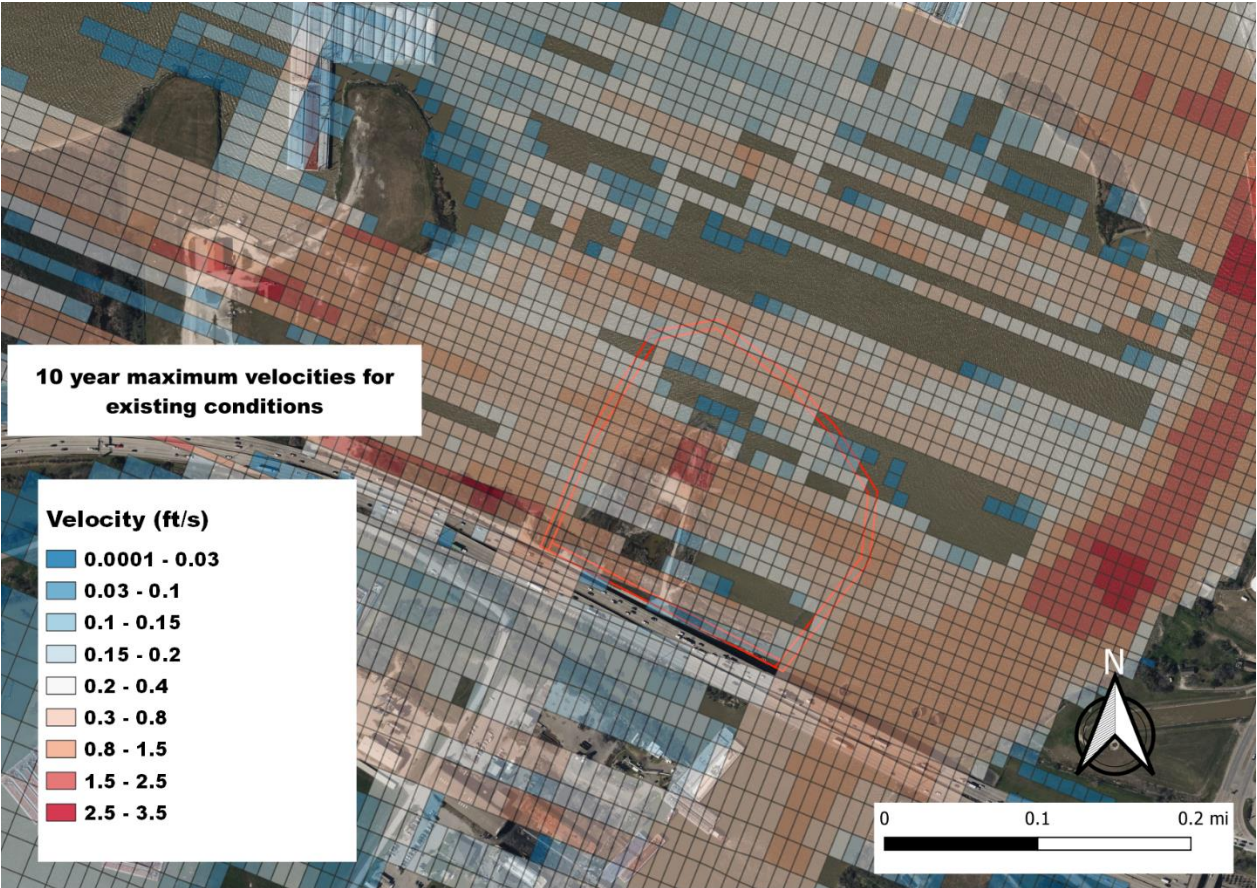 10 year maximum velocities for
existing conditions
Velocity (ft/s)
0.0001 - 0.03
0.03 - 0.1
0.1 - 0.15
0.15 - 0.2
0.2 - 0.4
0.3 - 0.8
0.8 - 1.5
1.5 - 2.5
2.5 - 3.5
N
0 0.1 0.2 mi